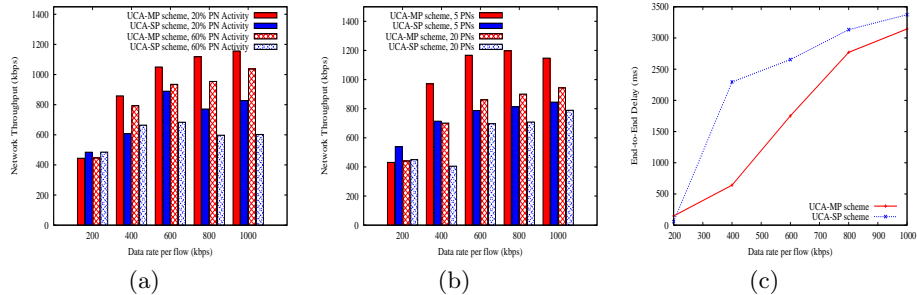 UCA-MP scheme, 20% PN Activity
UCA-SP scheme, 20% PN Activity
UCA-MP scheme, 60% PN Activity
UCA-SP scheme, 60% PN Activity
Network Throughput (kbps)
1400
1200
1000
800
600
400
200
0
200 400 600 800 1000
Data rate per flow (kbps)
(a)
UCA-MP scheme, 5 PNs
UCA-SP scheme, 5 PNs
UCA-MP scheme, 20 PNs
UCA-SP scheme, 20 PNs
Network Throughput (kbps)
1400
1200
1000
800
600
400
200
0
200 400 600 800 1000
Data rate per flow (kbps)
(b)
End-to-End Delay (ms)
3500
3000
2500
2000
1500
1000
500
0
UCA-MP scheme
UCA-SP scheme
200 400 600 800 1000
Data rate per flow (kbps)
(c)